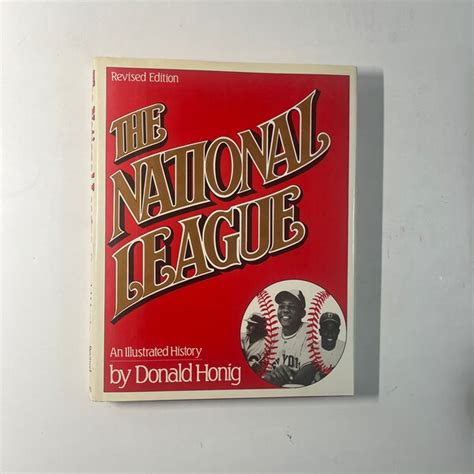 Revised Edition
THE
NATIONAL
LEAGUE
An Illustrated History
by Donald Honig